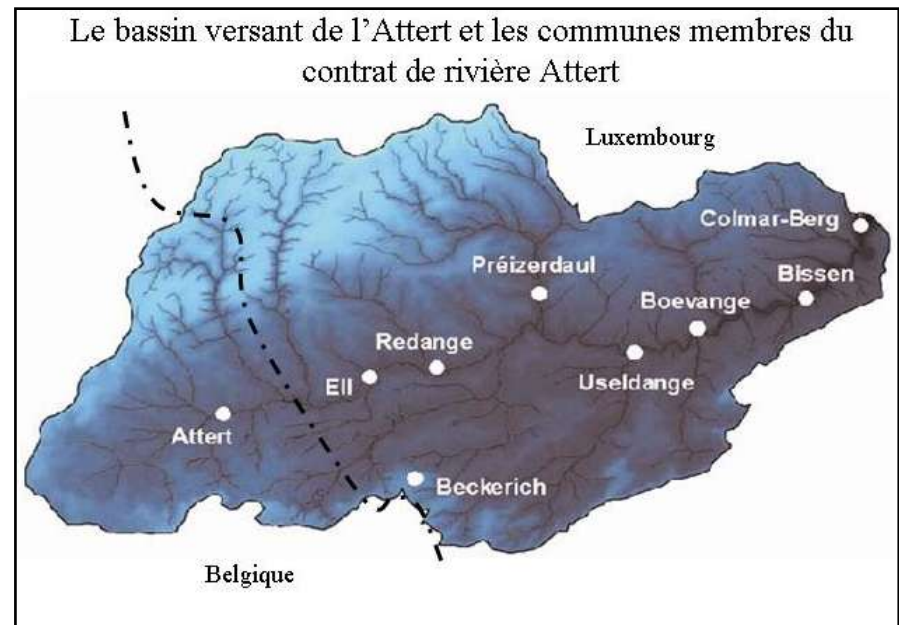 Le bassin versant de l'Attert et les communes membres du
contrat de rivière Attert
Luxembourg
Colmar-Berg
Préizerdaul
Bissen
Boevange
Redange
Ell
Useldange
Attert
Beckerich
Belgique